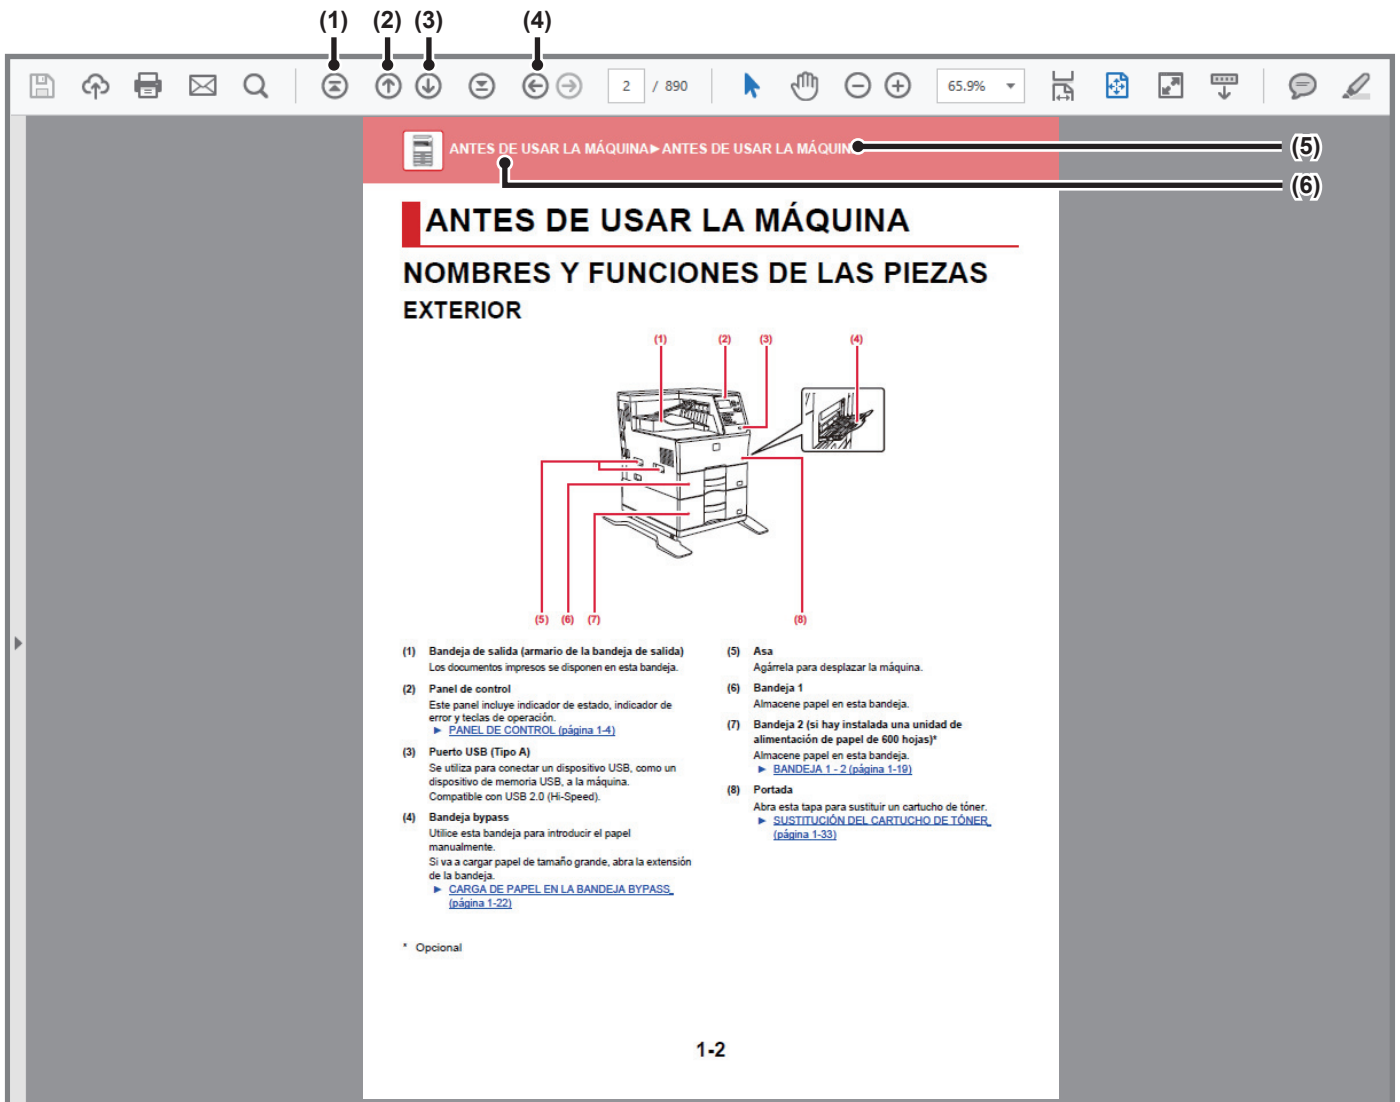 (1) (2) (3) (4)
2 / 890 65.9%
ANTES DE USAR LA MÁQUINA►ANTES DE USAR LA MÁQUIN
(5)
(6)
ANTES DE USAR LA MÁQUINA
NOMBRES Y FUNCIONES DE LAS PIEZAS
EXTERIOR
(1) (2) (3) (4)
(5) (6) (7) (8)
(1) Bandeja de salida (armario de la bandeja de salida)
Los documentos impresos se disponen en esta bandeja.
(2) Panel de control
Este panel incluye indicador de estado, indicador de
error y teclas de operación.
► PANEL DE CONTROL (página 1-4)
(3) Puerto USB (Tipo A)
Se utiliza para conectar un dispositivo USB, como un
dispositivo de memoria USB, a la máquina.
Compatible con USB 2.0 (Hi-Speed).
(4) Bandeja bypass
Utilice esta bandeja para introducir el papel
manualmente.
Si va a cargar papel de tamaño grande, abra la extensión
de la bandeja.
► CARGA DE PAPEL EN LA BANDEJA BYPASS
(página 1-22)
(5) Asa
Agárrela para desplazar la máquina.
(6) Bandeja 1
Almacene papel en esta bandeja.
(7) Bandeja 2 (si hay instalada una unidad de
alimentación de papel de 600 hojas)*
Almacene papel en esta bandeja.
► BANDEJA 1 - 2 (página 1-19)
(8) Portada
Abra esta tapa para sustituir un cartucho de tóner.
► SUSTITUCIÓN DEL CARTUCHO DE TÓNER
(página 1-33)
* Opcional
1-2